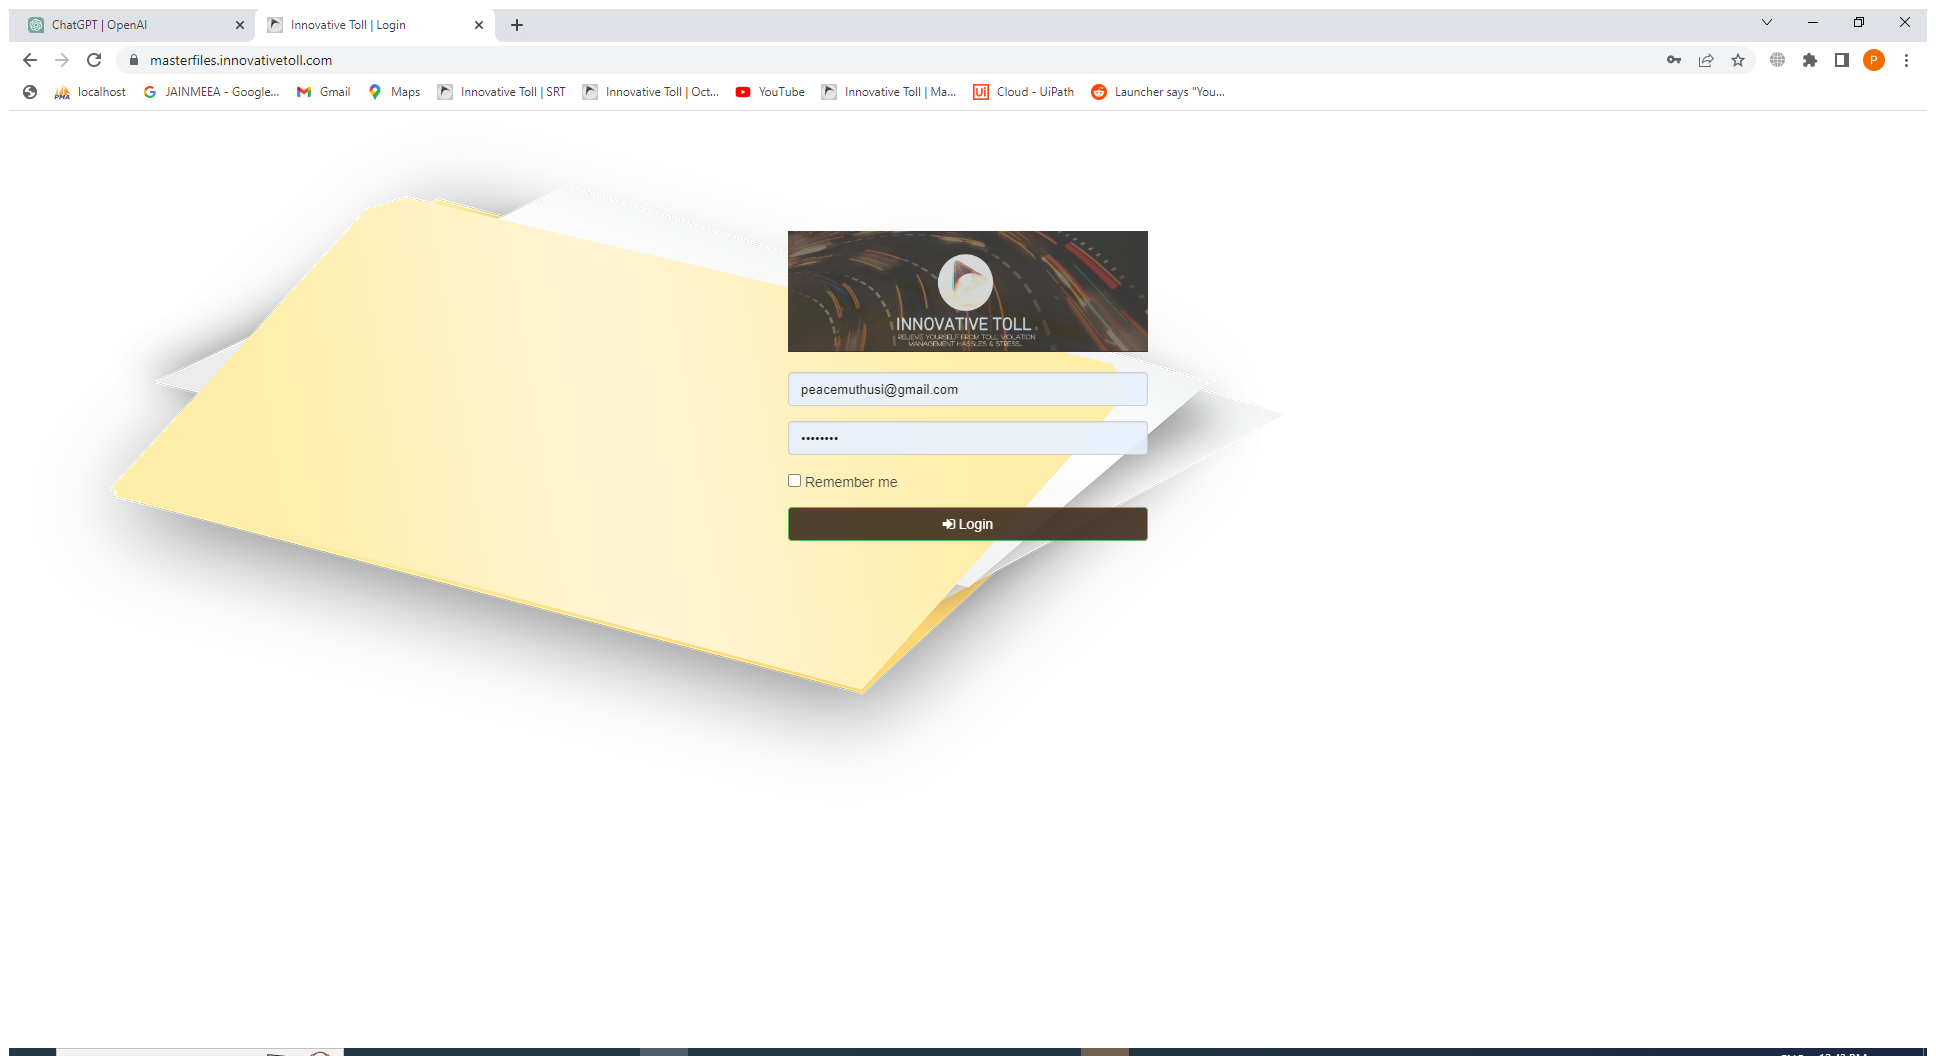 ChatGPT | OpenAI
Innovative Toll | Login
masterfiles.innovativetoll.com
P
PMA
localhost
JAINMEEA - Google...
Gmail
Maps
Innovative Toll | SRT
Innovative Toll | Oct...
YouTube
Innovative Toll | Ma...
Ui
Cloud - UiPath
Launcher says "You...
INNOVATIVE TOLL
RELIEVE YOURSELF FROM TOLL VIOLATION
MANAGEMENT HASSLES & STRESS..
peacemuthusi@gmail.com
••••••••
Remember me
Login